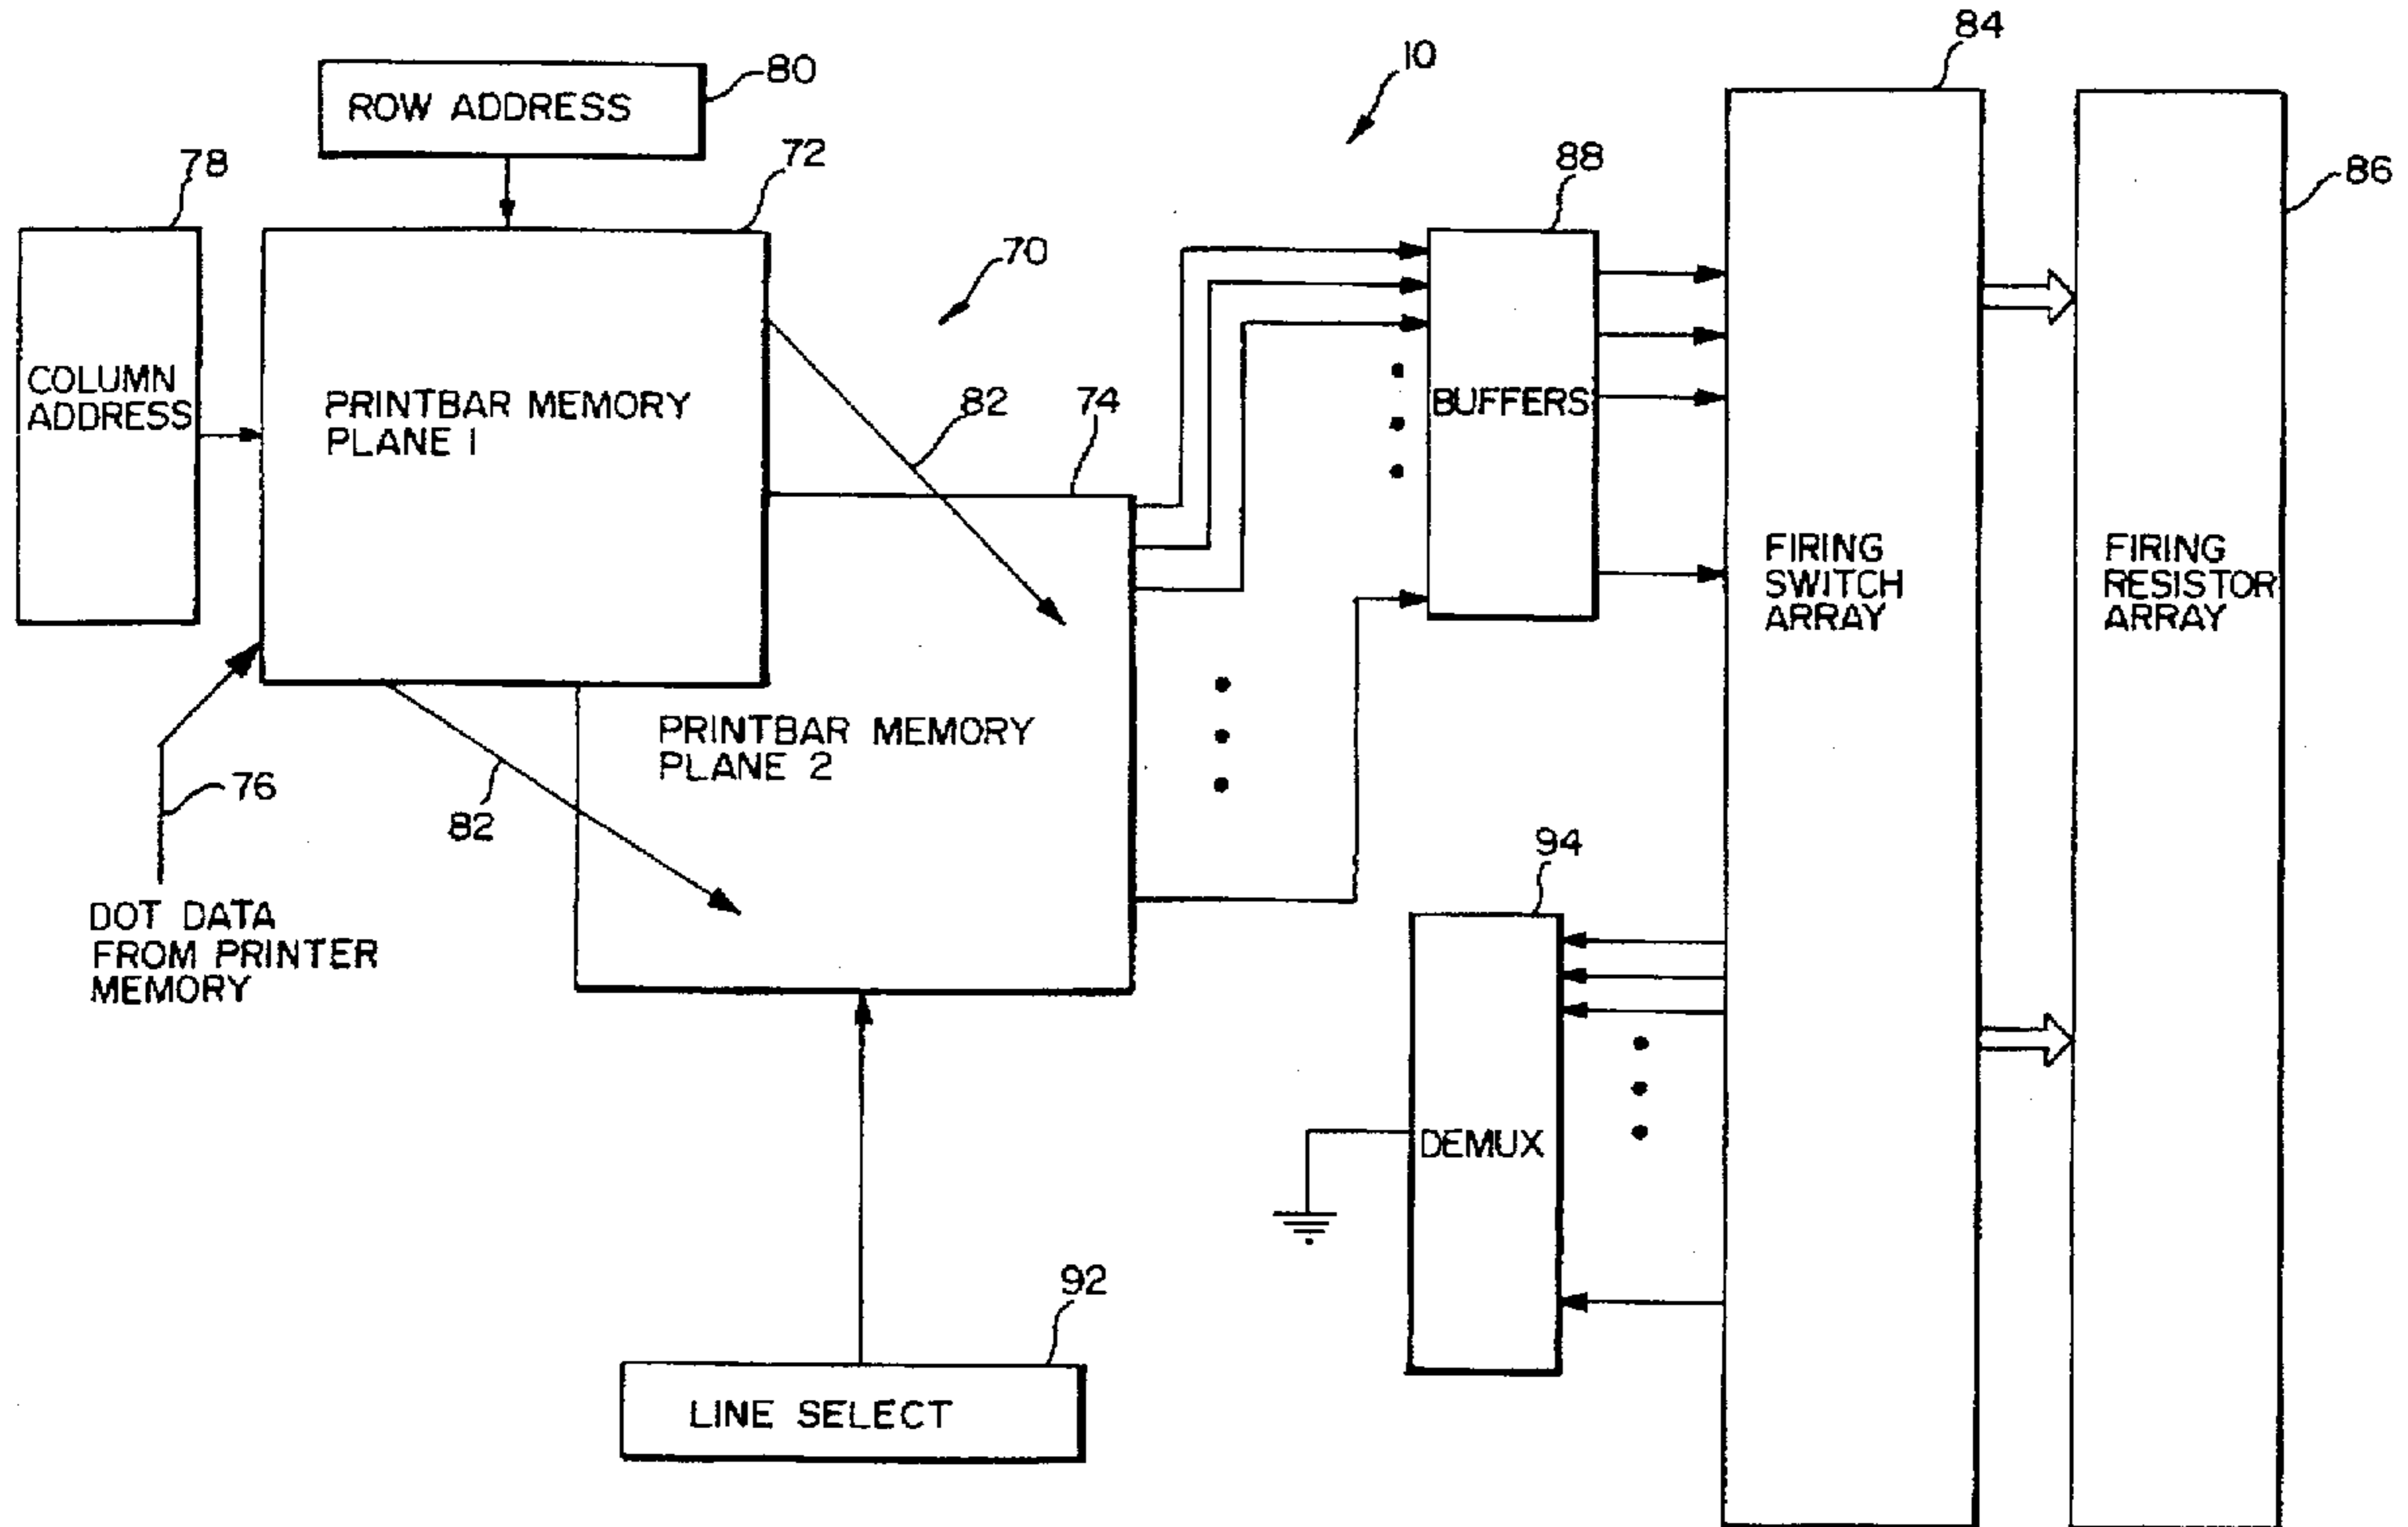 84
10
80
ROW ADDRESS
72
78
88
86
70
COLUMN
ADDRESS
PRINTBAR MEMORY
PLANE 1
82
74
BUFFERS
FIRING
SWITCH
ARRAY
FIRING
RESISTOR
ARRAY
PRINTBAR MEMORY
PLANE 2
76
82
94
DOT DATA
FROM PRINTER
MEMORY
DEMUX
92
LINE SELECT